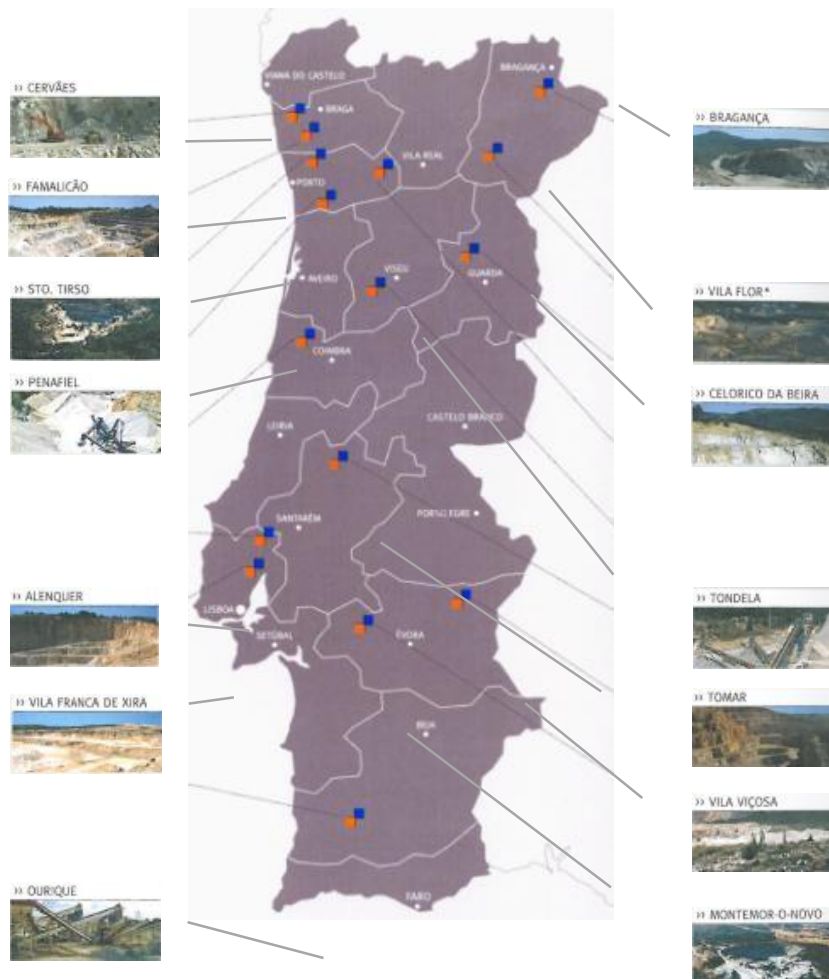 >> CERVÃES
>> FAMALICÃO
>> STO. TIRSO
>> PENAFIEL
>> ALENQUER
>> VILA FRANCA DE XIRA
>> OURIQUE
BRAGANÇA
VIANA DO CASTELO
BRAGA
VILA REAL
PORTO
AVEIRO
VISEU
GUARDA
COIMBRA
CASTELO BRANCO
LEIRIA
SANTARÉM
PORTALEGRE
LISBOA
SETÚBAL
ÉVORA
BEJA
FARO
>> BRAGANÇA
>> VILA FLOR*
>> CELORICO DA BEIRA
>> TONDELA
>> TOMAR
>> VILA VIÇOSA
>> MONTEMOR-O-NOVO